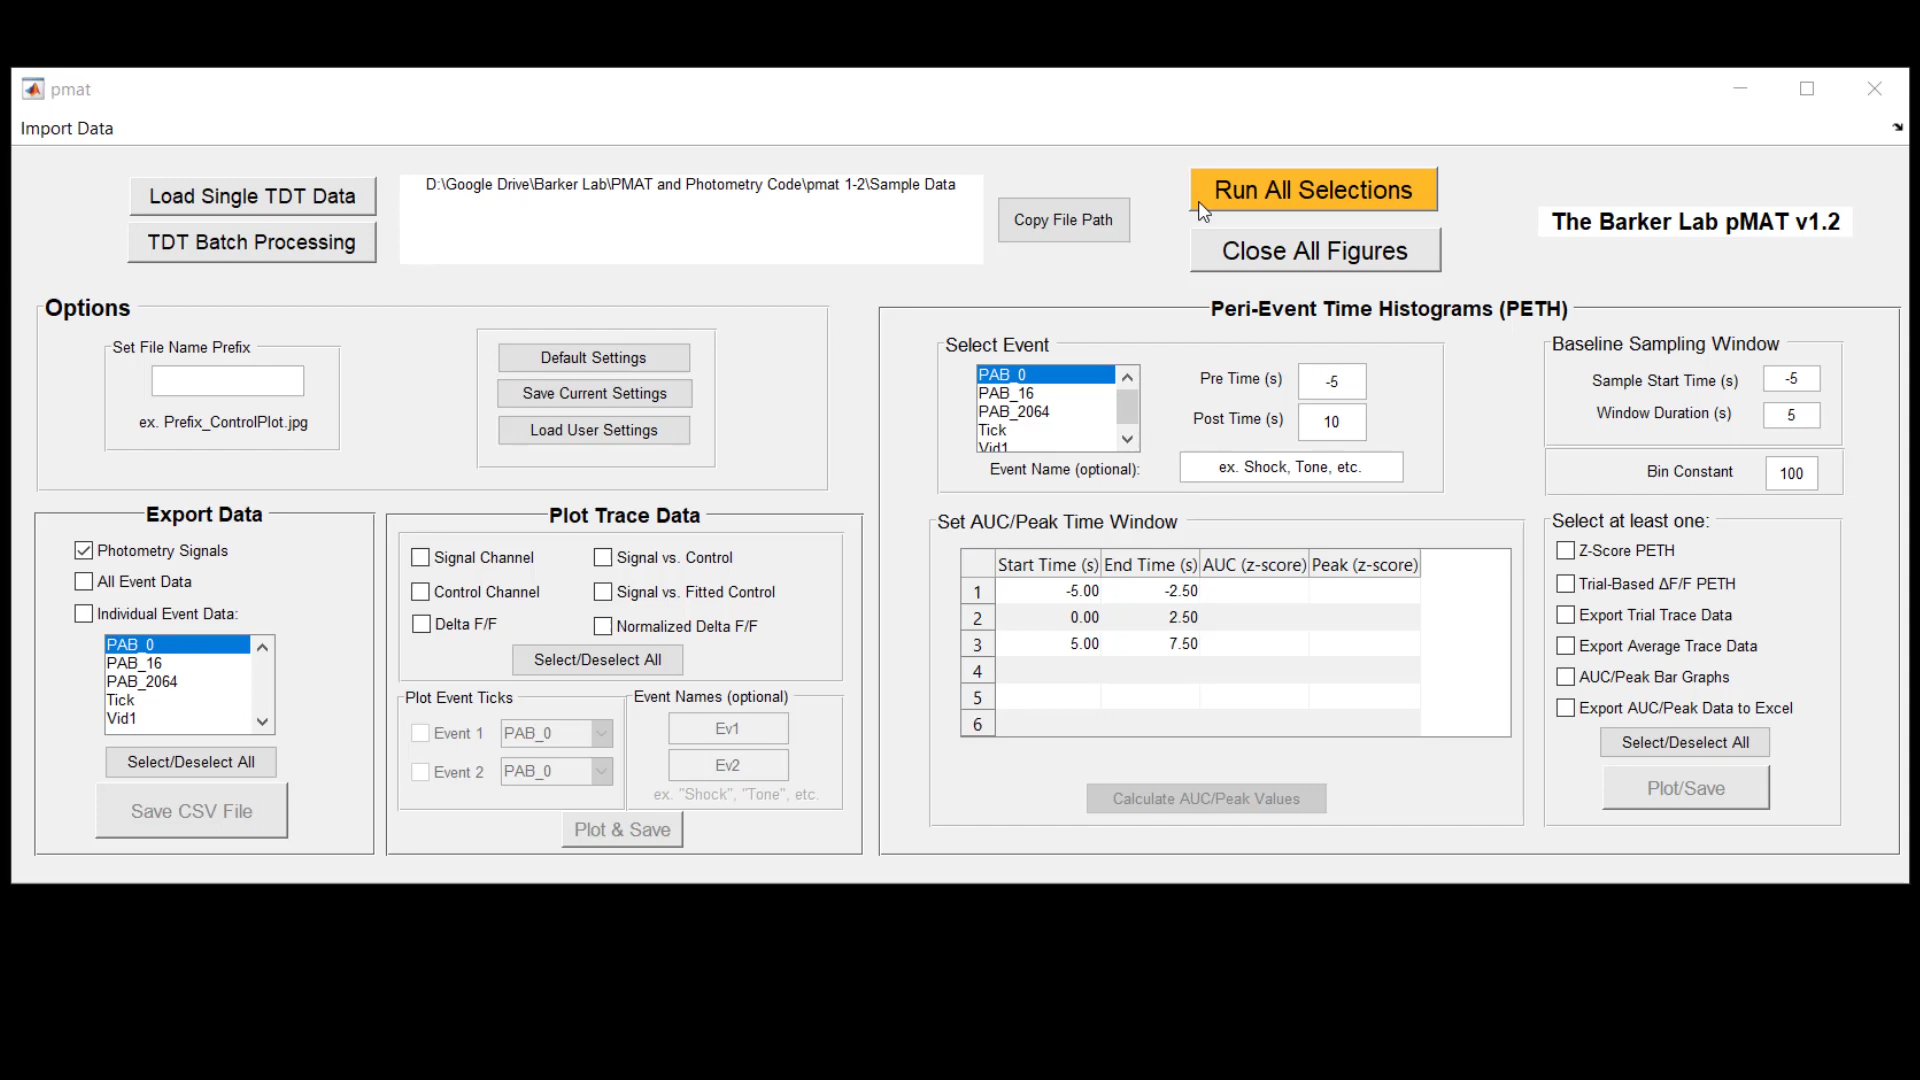 pmat
Import Data
Load Single TDT Data
TDT Batch Processing
D:\Google Drive\Barker Lab\PMAT and Photometry Code\pmat 1-2\Sample Data
Copy File Path
Run All Selections
Close All Figures
The Barker Lab pMAT v1.2
Options
Set File Name Prefix
ex. Prefix_ControlPlot.jpg
Default Settings
Save Current Settings
Load User Settings
Export Data
Photometry Signals
All Event Data
Individual Event Data:
PAB_0
PAB_16
PAB_2064
Tick
Vid1
Select/Deselect All
Save CSV File
Plot Trace Data
Signal Channel
Signal vs. Control
Control Channel
Signal vs. Fitted Control
Delta F/F
Normalized Delta F/F
Select/Deselect All
Plot Event Ticks
Event 1 PAB_0
Event 2 PAB_0
Event Names (optional)
Ev1
Ev2
ex. "Shock", "Tone", etc.
Plot & Save
Peri-Event Time Histograms (PETH)
Select Event
PAB_0
PAB_16
PAB_2064
Tick
Vid1
Pre Time (s) -5
Post Time (s) 10
Event Name (optional): ex. Shock, Tone, etc.
Baseline Sampling Window
Sample Start Time (s) -5
Window Duration (s) 5
Bin Constant 100
Set AUC/Peak Time Window
Start Time (s) End Time (s) AUC (z-score) Peak (z-score)
1 -5.00 -2.50
2 0.00 2.50
3 5.00 7.50
4
5
6
Calculate AUC/Peak Values
Select at least one:
Z-Score PETH
Trial-Based ΔF/F PETH
Export Trial Trace Data
Export Average Trace Data
AUC/Peak Bar Graphs
Export AUC/Peak Data to Excel
Select/Deselect All
Plot/Save